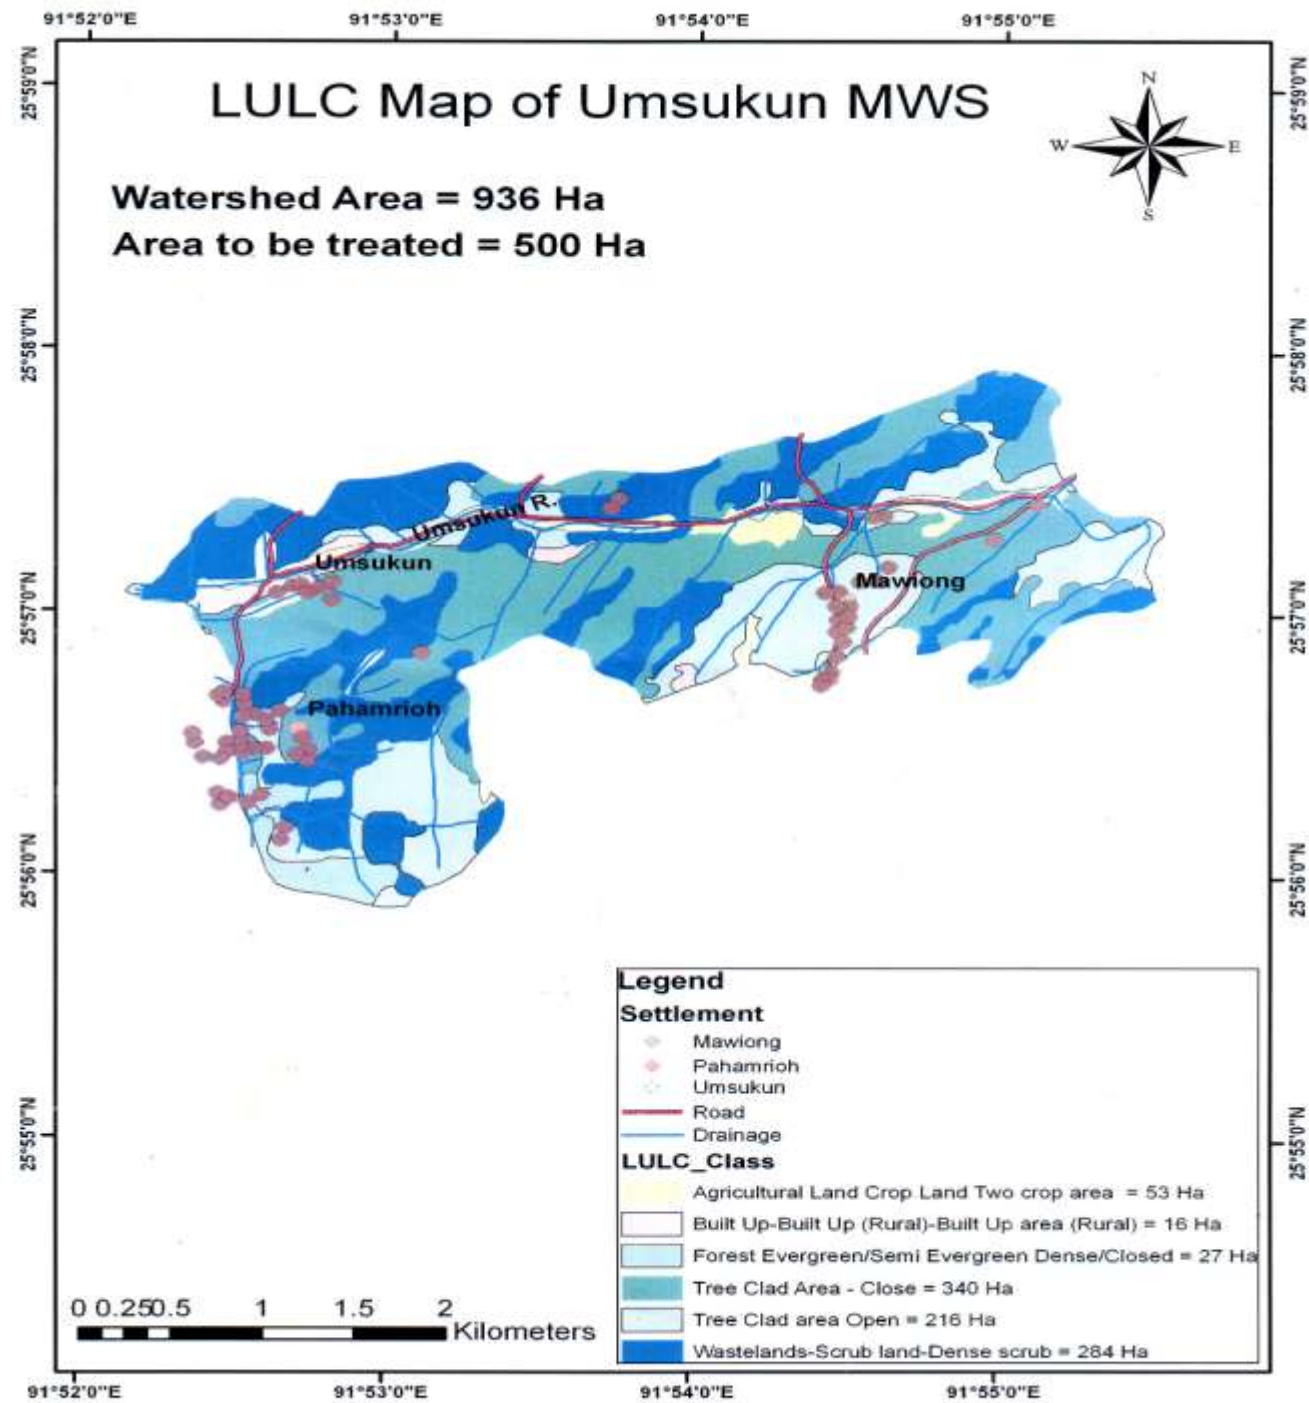 91°52'0"E 91°53'0"E 91°54'0"E 91°55'0"E
25°59'0"N
25°59'0"N
LULC Map of Umsukun MWS
N
W
E
S
Watershed Area = 936 Ha
Area to be treated = 500 Ha
25°58'0"N
25°58'0"N
Umsukun R.
Umsukun
Mawiong
25°57'0"N
25°57'0"N
Pahamrioh
25°56'0"N
25°56'0"N
Legend
Settlement
Mawiong
Pahamrioh
Umsukun
Road
Drainage
25°55'0"N
25°55'0"N
LULC_Class
Agricultural Land Crop Land Two crop area = 53 Ha
Built Up-Built Up (Rural)-Built Up area (Rural) = 16 Ha
Forest Evergreen/Semi Evergreen Dense/Closed = 27 Ha
Tree Clad Area - Close = 340 Ha
Tree Clad area Open = 216 Ha
Wastelands-Scrub land-Dense scrub = 284 Ha
0 0.25 0.5 1 1.5 2
Kilometers
91°52'0"E 91°53'0"E 91°54'0"E 91°55'0"E